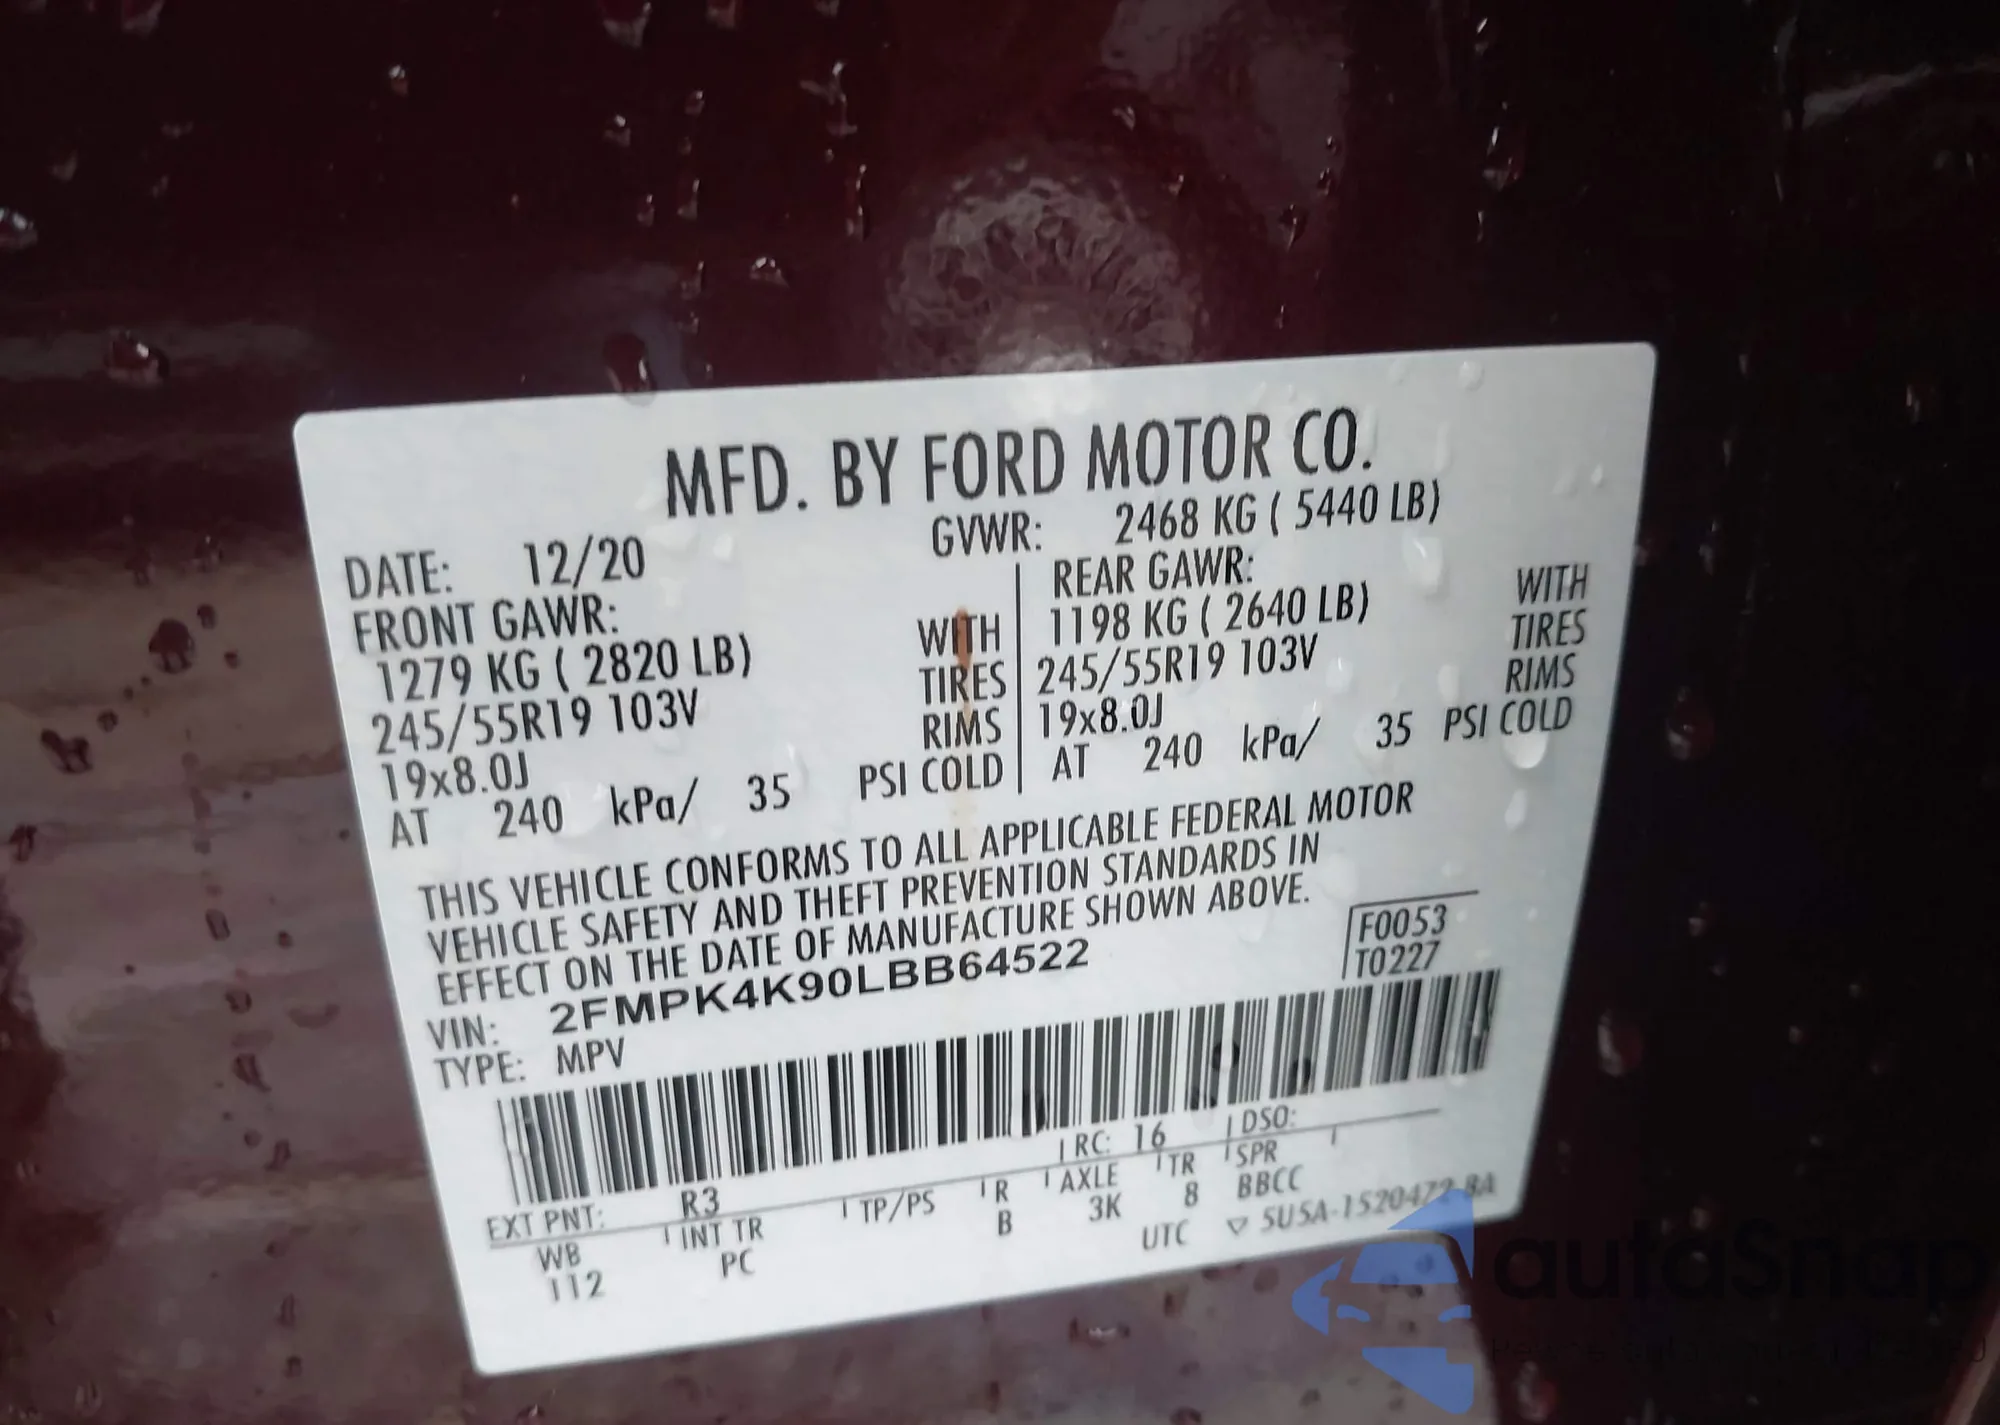 MFD. BY FORD MOTOR CO.
DATE: 12/20 GVWR: 2468 KG ( 5440 LB)
FRONT GAWR: REAR GAWR:
1279 KG ( 2820 LB) WITH 1198 KG ( 2640 LB) WITH
245/55R19 103V TIRES 245/55R19 103V TIRES
19x8.0J RIMS 19x8.0J RIMS
AT 240 kPa/ 35 PSI COLD AT 240 kPa/ 35 PSI COLD
THIS VEHICLE CONFORMS TO ALL APPLICABLE FEDERAL MOTOR
VEHICLE SAFETY AND THEFT PREVENTION STANDARDS IN
EFFECT ON THE DATE OF MANUFACTURE SHOWN ABOVE.
F0053
VIN: 2FMPK4K90LBB64522 T0227
TYPE: MPV
RC: 16 DSO:
EXT PNT: R3
WB INT TR TP/PS R AXLE TR SPR
112 PC B 3K 8 BBCC
UTC ▽ 5U5A-1520472-BA
autoSnap